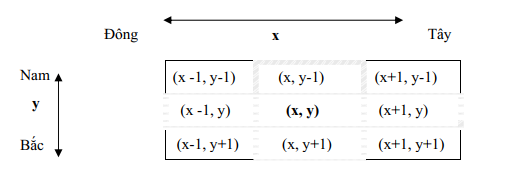 Đông x Tây
Nam (x -1, y-1) (x, y-1) (x+1, y-1)
y (x -1, y) (x, y) (x+1, y)
Bắc (x-1, y+1) (x, y+1) (x+1, y+1)